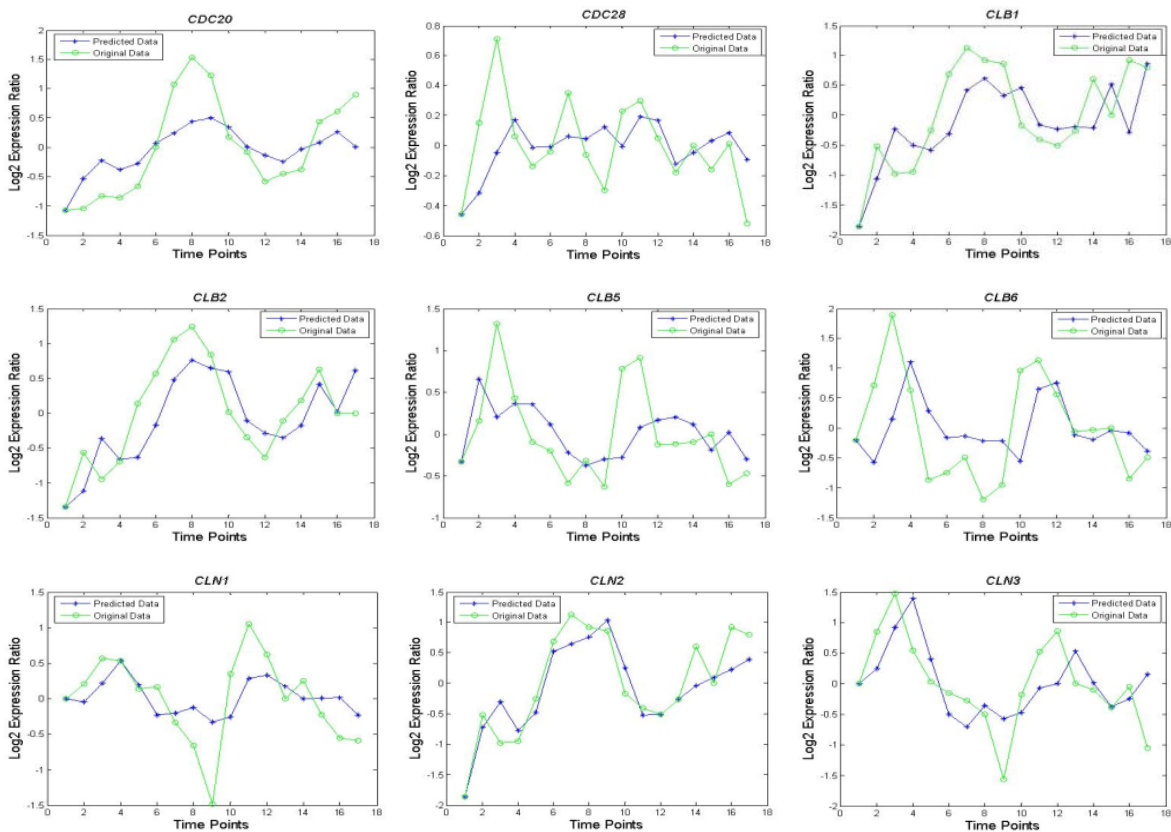 CDC20
Predicted Data
Original Data
Log2 Expression Ratio
2
1.5
1
0.5
0
-0.5
-1
-1.5
0 2 4 6 8 10 12 14 16 18
Time Points
CDC28
Predicted Data
Original Data
Log2 Expression Ratio
0.8
0.6
0.4
0.2
0
-0.2
-0.4
-0.6
0 2 4 6 8 10 12 14 16 18
Time Points
CLB1
Predicted Data
Original Data
Log2 Expression Ratio
1.5
1
0.5
0
-0.5
-1
-1.5
-2
0 2 4 6 8 10 12 14 16 18
Time Points
CLB2
Predicted Data
Original Data
Log2 Expression Ratio
1.5
1
0.5
0
-0.5
-1
-1.5
0 2 4 6 8 10 12 14 16 18
Time Points
CLB5
Predicted Data
Original Data
Log2 Expression Ratio
1.5
1
0.5
0
-0.5
-1
0 2 4 6 8 10 12 14 16 18
Time Points
CLB6
Predicted Data
Original Data
Log2 Expression Ratio
2
1.5
1
0.5
0
-0.5
-1
-1.5
0 2 4 6 8 10 12 14 16 18
Time Points
CLN1
Predicted Data
Original Data
Log2 Expression Ratio
1.5
1
0.5
0
-0.5
-1
-1.5
0 2 4 6 8 10 12 14 16 18
Time Points
CLN2
Predicted Data
Original Data
Log2 Expression Ratio
1.5
1
0.5
0
-0.5
-1
-1.5
-2
0 2 4 6 8 10 12 14 16 18
Time Points
CLN3
Predicted Data
Original Data
Log2 Expression Ratio
1.5
1
0.5
0
-0.5
-1
-1.5
-2
0 2 4 6 8 10 12 14 16 18
Time Points